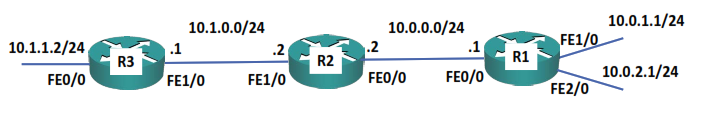 10.1.1.2/24
FE0/0
R3
.1
FE1/0
10.1.0.0/24
.2
FE1/0
R2
.2
FE0/0
10.0.0.0/24
.1
FE0/0
R1
FE1/0
10.0.1.1/24
FE2/0
10.0.2.1/24